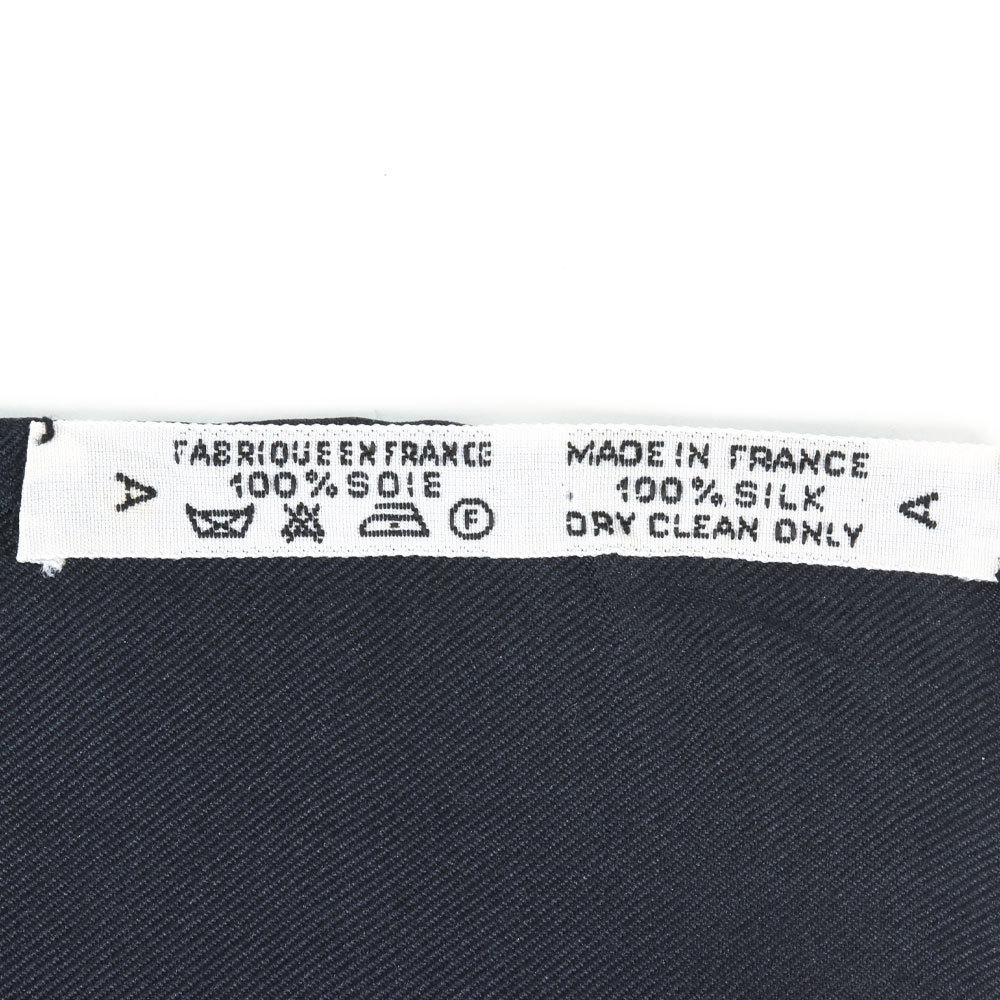 A
FABRIQUE EN FRANCE
100% SOIE
F
MADE IN FRANCE
100% SILK
DRY CLEAN ONLY
A